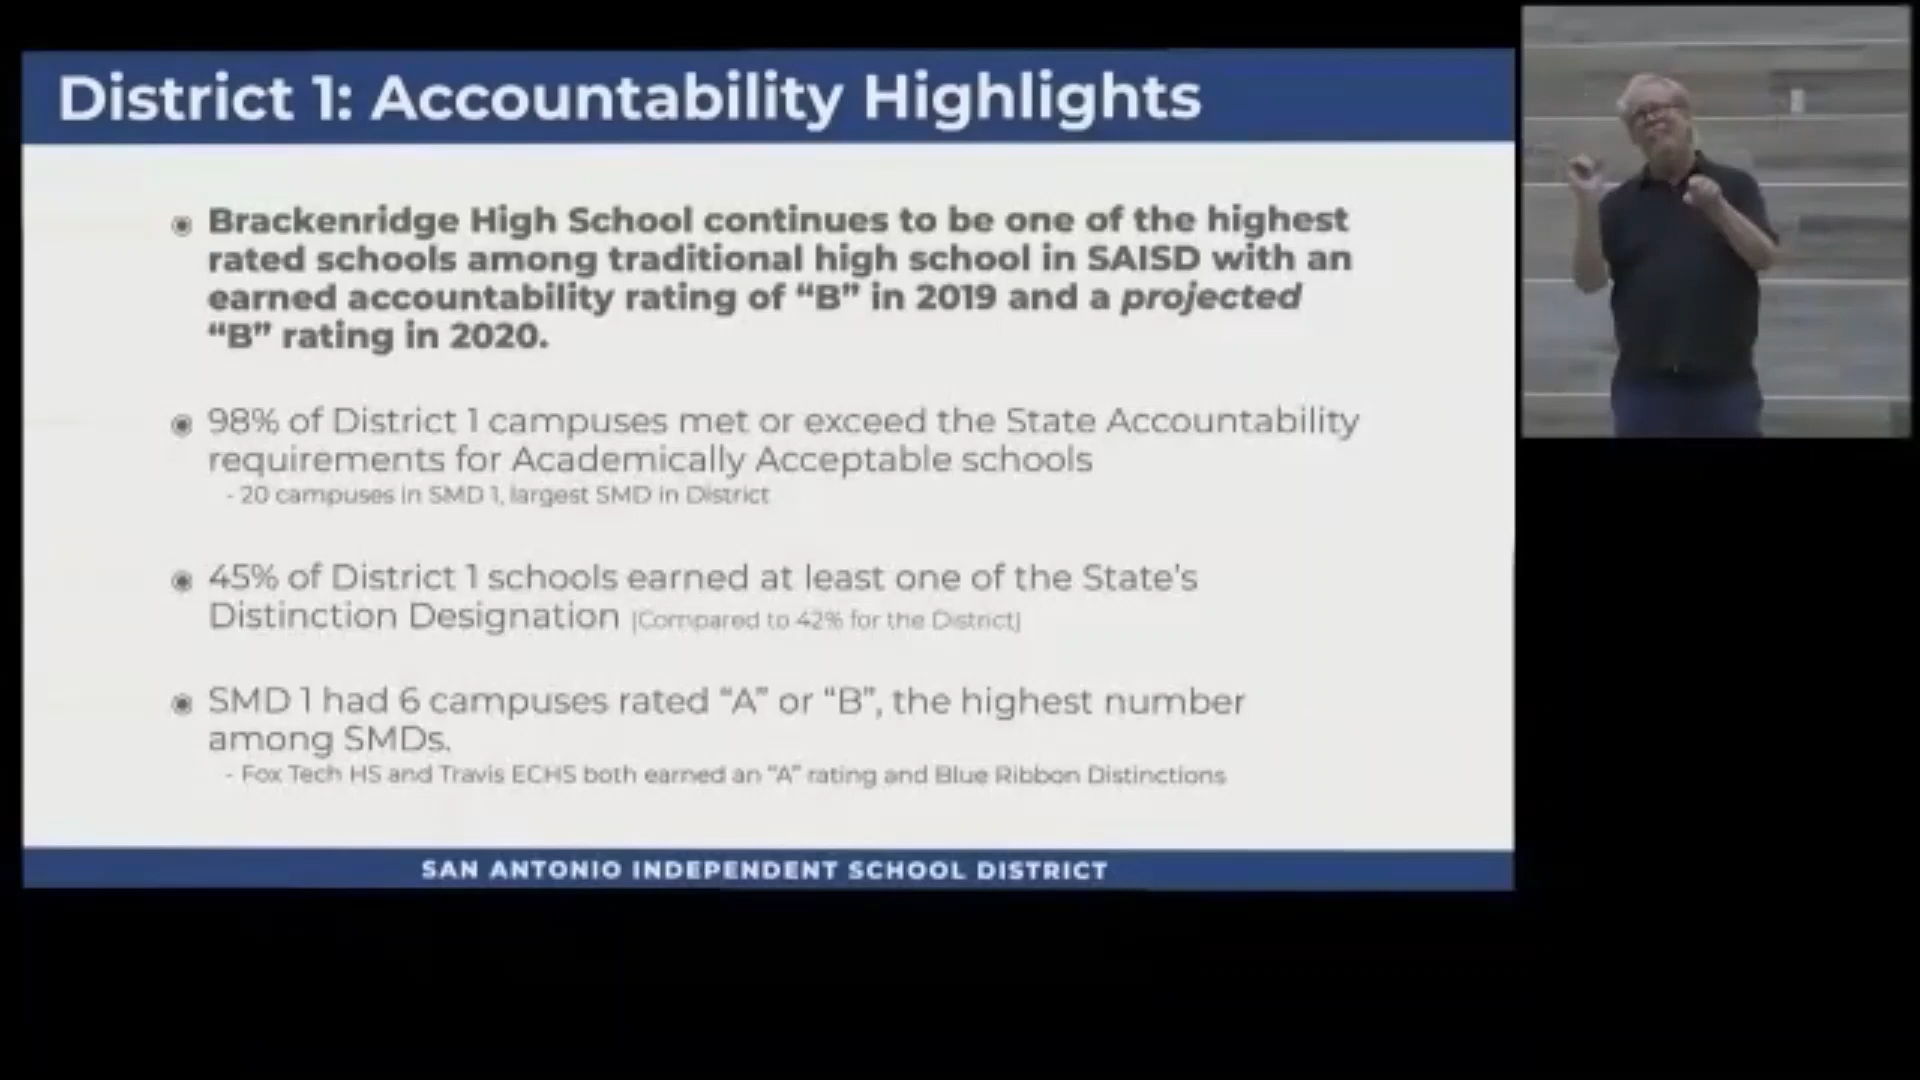 District 1: Accountability Highlights
Brackenridge High School continues to be one of the highest
rated schools among traditional high school in SAISD with an
earned accountability rating of “B” in 2019 and a projected
“B” rating in 2020.
98% of District 1 campuses met or exceed the State Accountability
requirements for Academically Acceptable schools
- 20 campuses in SMD 1, largest SMD in District
45% of District 1 schools earned at least one of the State's
Distinction Designation [Compared to 42% for the District]
SMD 1 had 6 campuses rated “A” or “B”, the highest number
among SMDs.
- Fox Tech HS and Travis ECHS both earned an “A” rating and Blue Ribbon Distinctions
SAN ANTONIO INDEPENDENT SCHOOL DISTRICT